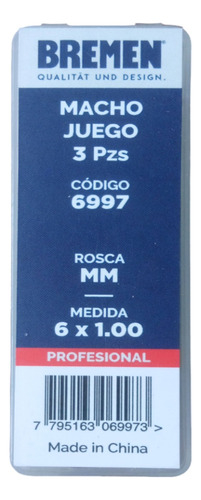 BREMEN®
QUALITÄT UND DESIGN.
MACHO
JUEGO
3 Pzs
CÓDIGO
6997
ROSCA
MM
MEDIDA
6 x 1.00
PROFESIONAL
7 795163 069973 >
Made in China